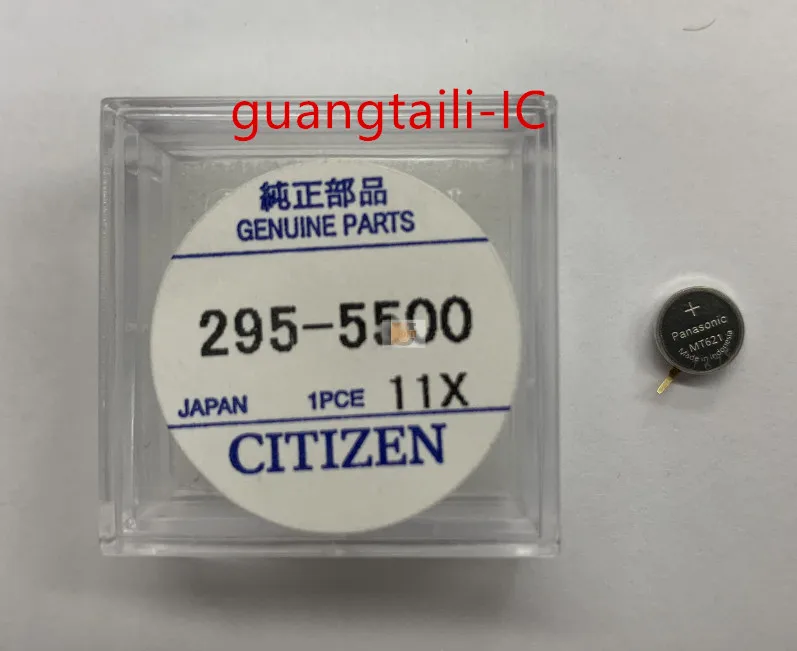 guangtaili-IC
純正部品
GENUINE PARTS
295-5500
JAPAN 1PCE 11X
CITIZEN
+
Panasonic
MT621
Made in Indonesia